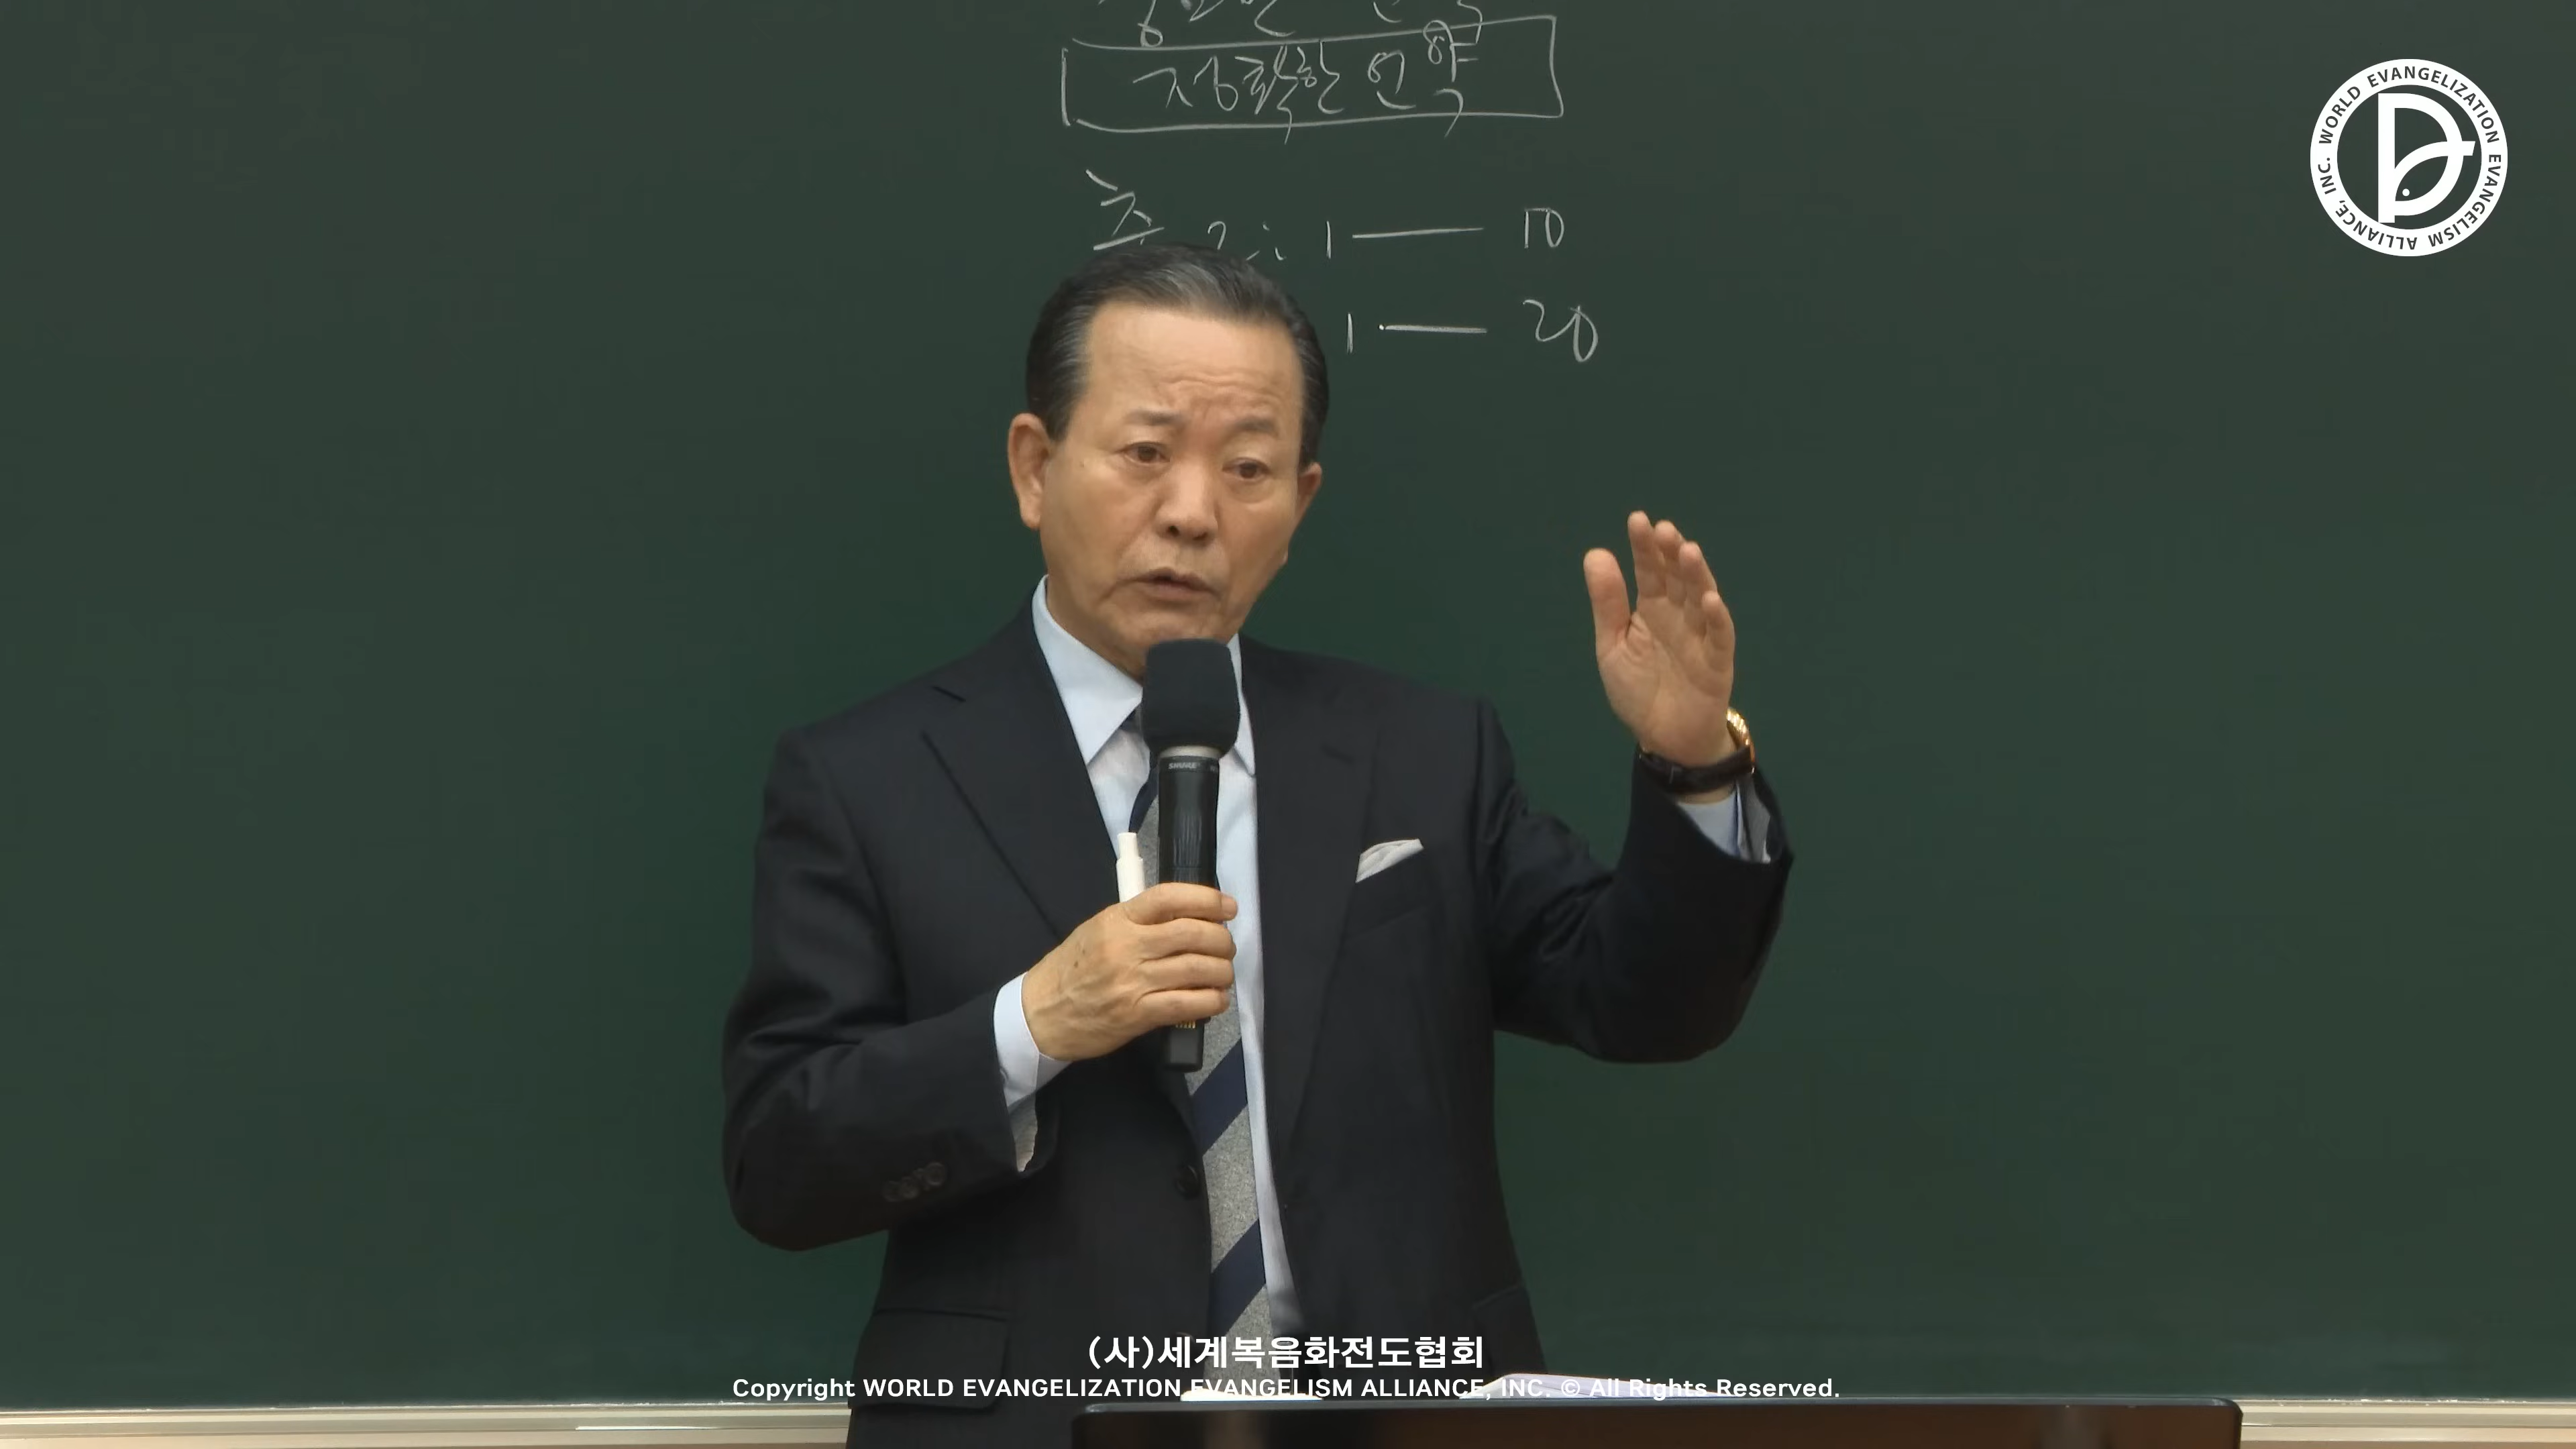 정확한 언약
출 2:1 — 10
1 — 20
WORLD EVANGELIZATION EVANGELISM ALLIANCE, INC.
SHURE
(사)세계복음화전도협회
Copyright WORLD EVANGELIZATION EVANGELISM ALLIANCE, INC. © All Rights Reserved.